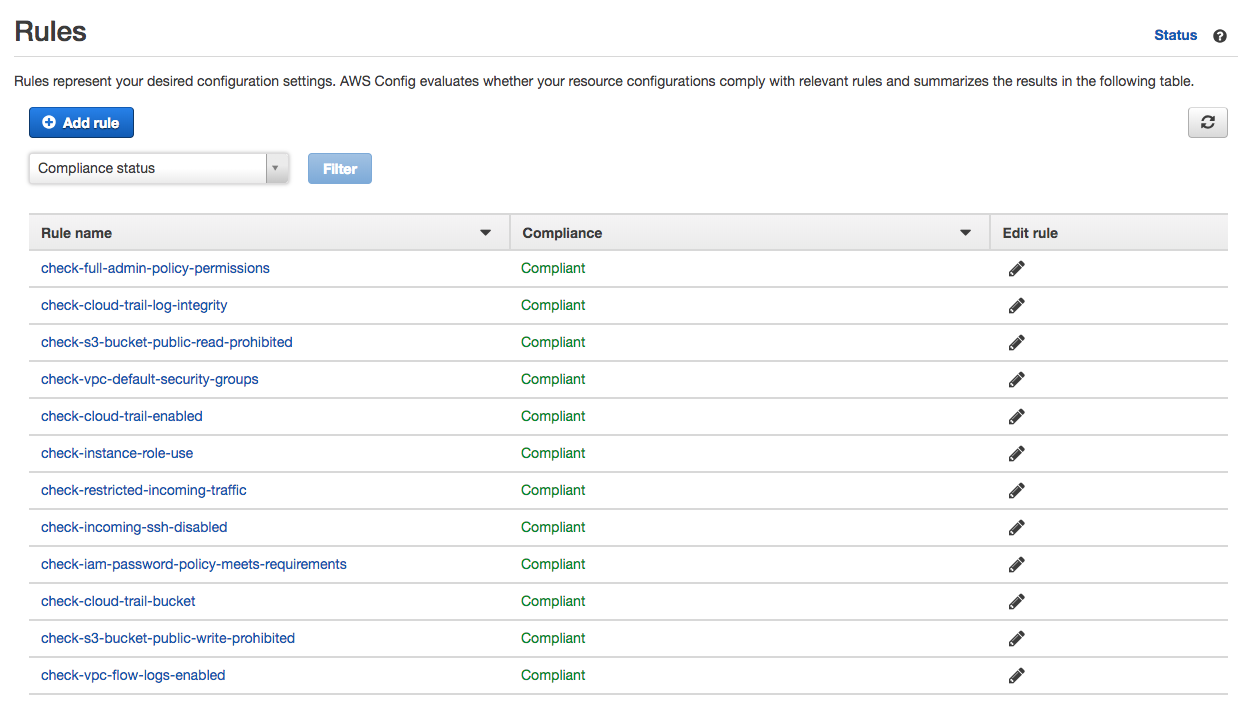 Rules
Status
Rules represent your desired configuration settings. AWS Config evaluates whether your resource configurations comply with relevant rules and summarizes the results in the following table.
Add rule
Compliance status
Filter
Rule name Compliance Edit rule
check-full-admin-policy-permissions Compliant
check-cloud-trail-log-integrity Compliant
check-s3-bucket-public-read-prohibited Compliant
check-vpc-default-security-groups Compliant
check-cloud-trail-enabled Compliant
check-instance-role-use Compliant
check-restricted-incoming-traffic Compliant
check-incoming-ssh-disabled Compliant
check-iam-password-policy-meets-requirements Compliant
check-cloud-trail-bucket Compliant
check-s3-bucket-public-write-prohibited Compliant
check-vpc-flow-logs-enabled Compliant